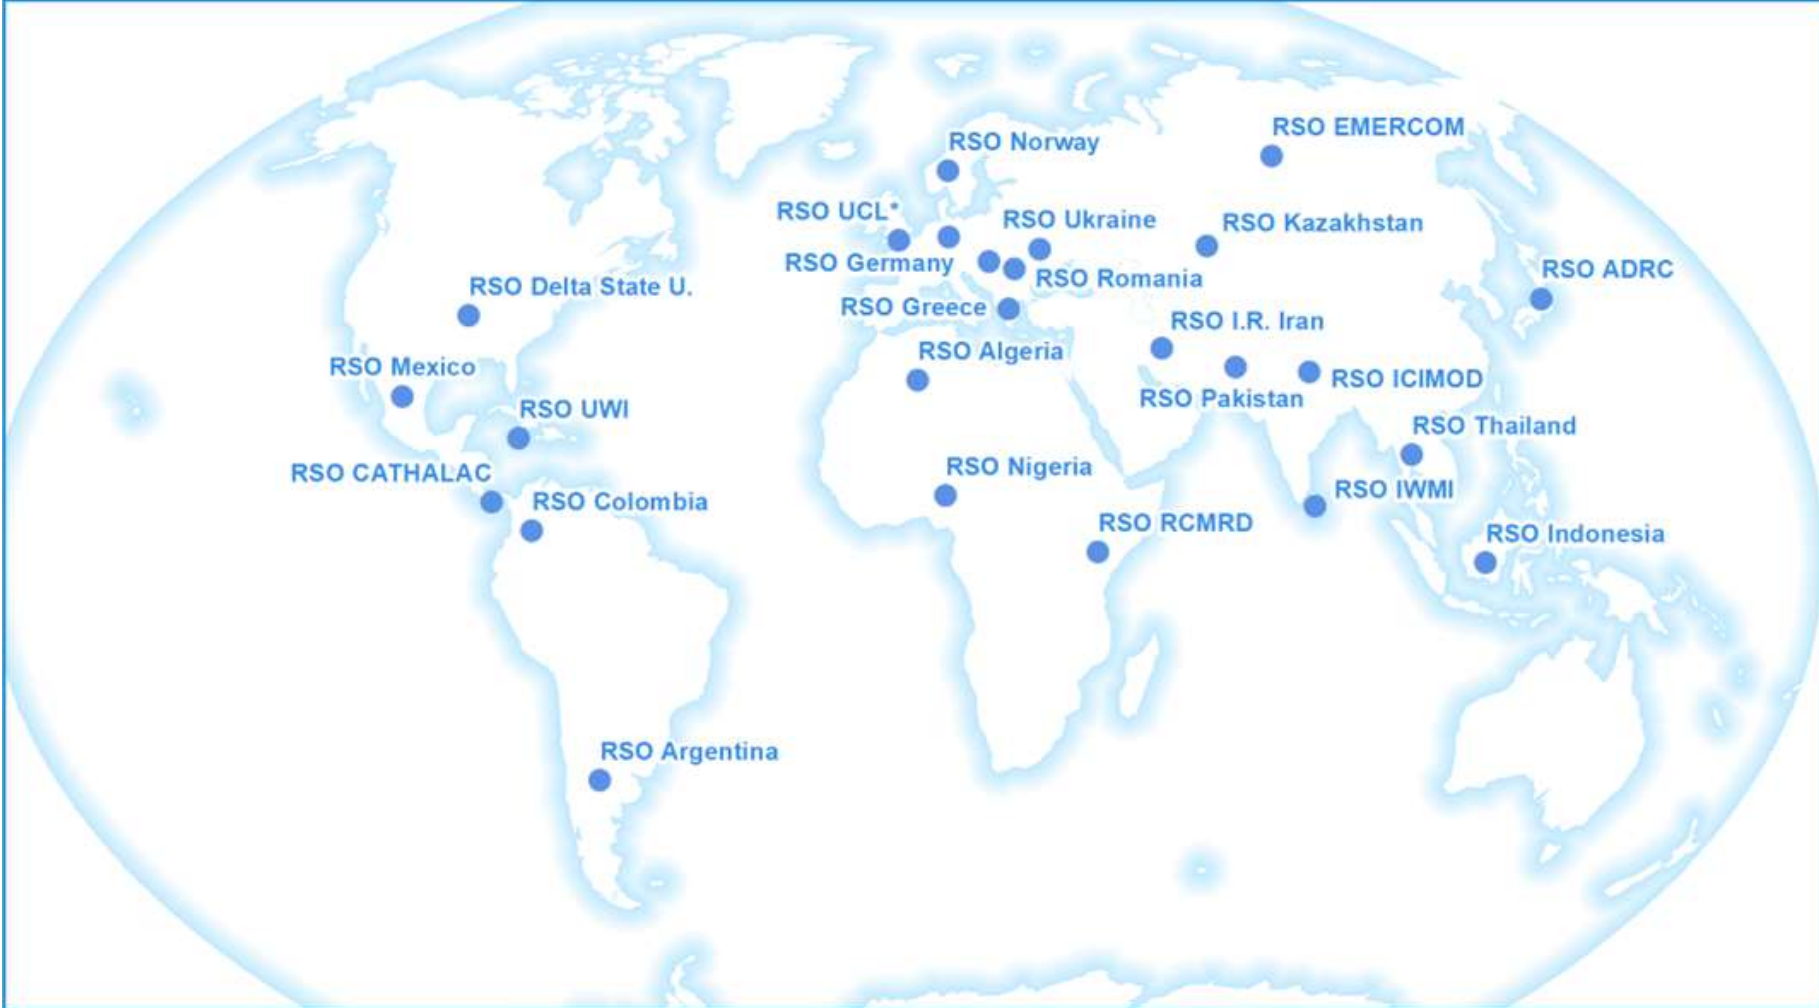 RSO EMERCOM
RSO Norway
RSO UCL*
RSO Ukraine
RSO Kazakhstan
RSO Germany
RSO ADRC
RSO Romania
RSO Delta State U.
RSO Greece
RSO I.R. Iran
RSO Algeria
RSO Mexico
RSO ICIMOD
RSO Pakistan
RSO UWI
RSO Thailand
RSO Nigeria
RSO CATHALAC
RSO IWMI
RSO Colombia
RSO RCMRD
RSO Indonesia
RSO Argentina